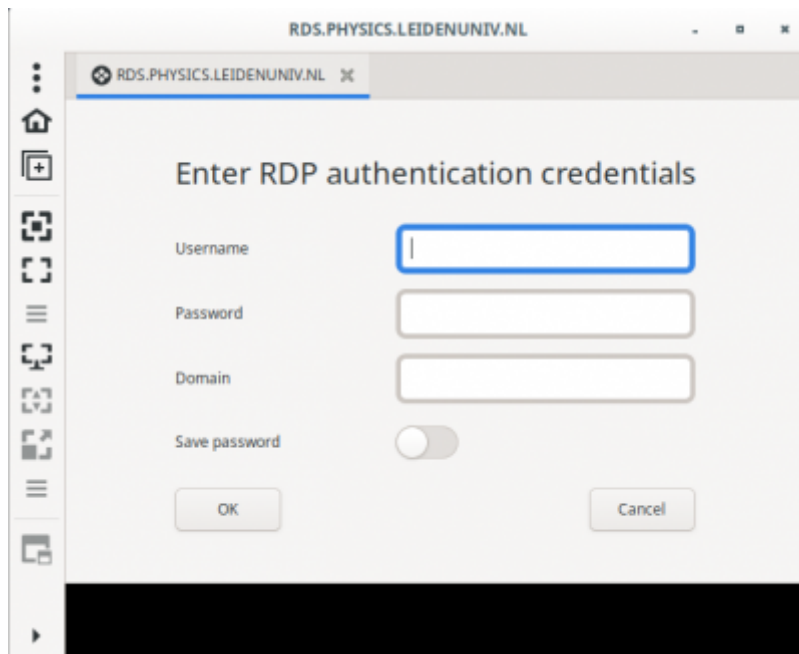 RDS.PHYSICS.LEIDENUNIV.NL
RDS.PHYSICS.LEIDENUNIV.NL
Enter RDP authentication credentials
Username
Password
Domain
Save password
OK Cancel